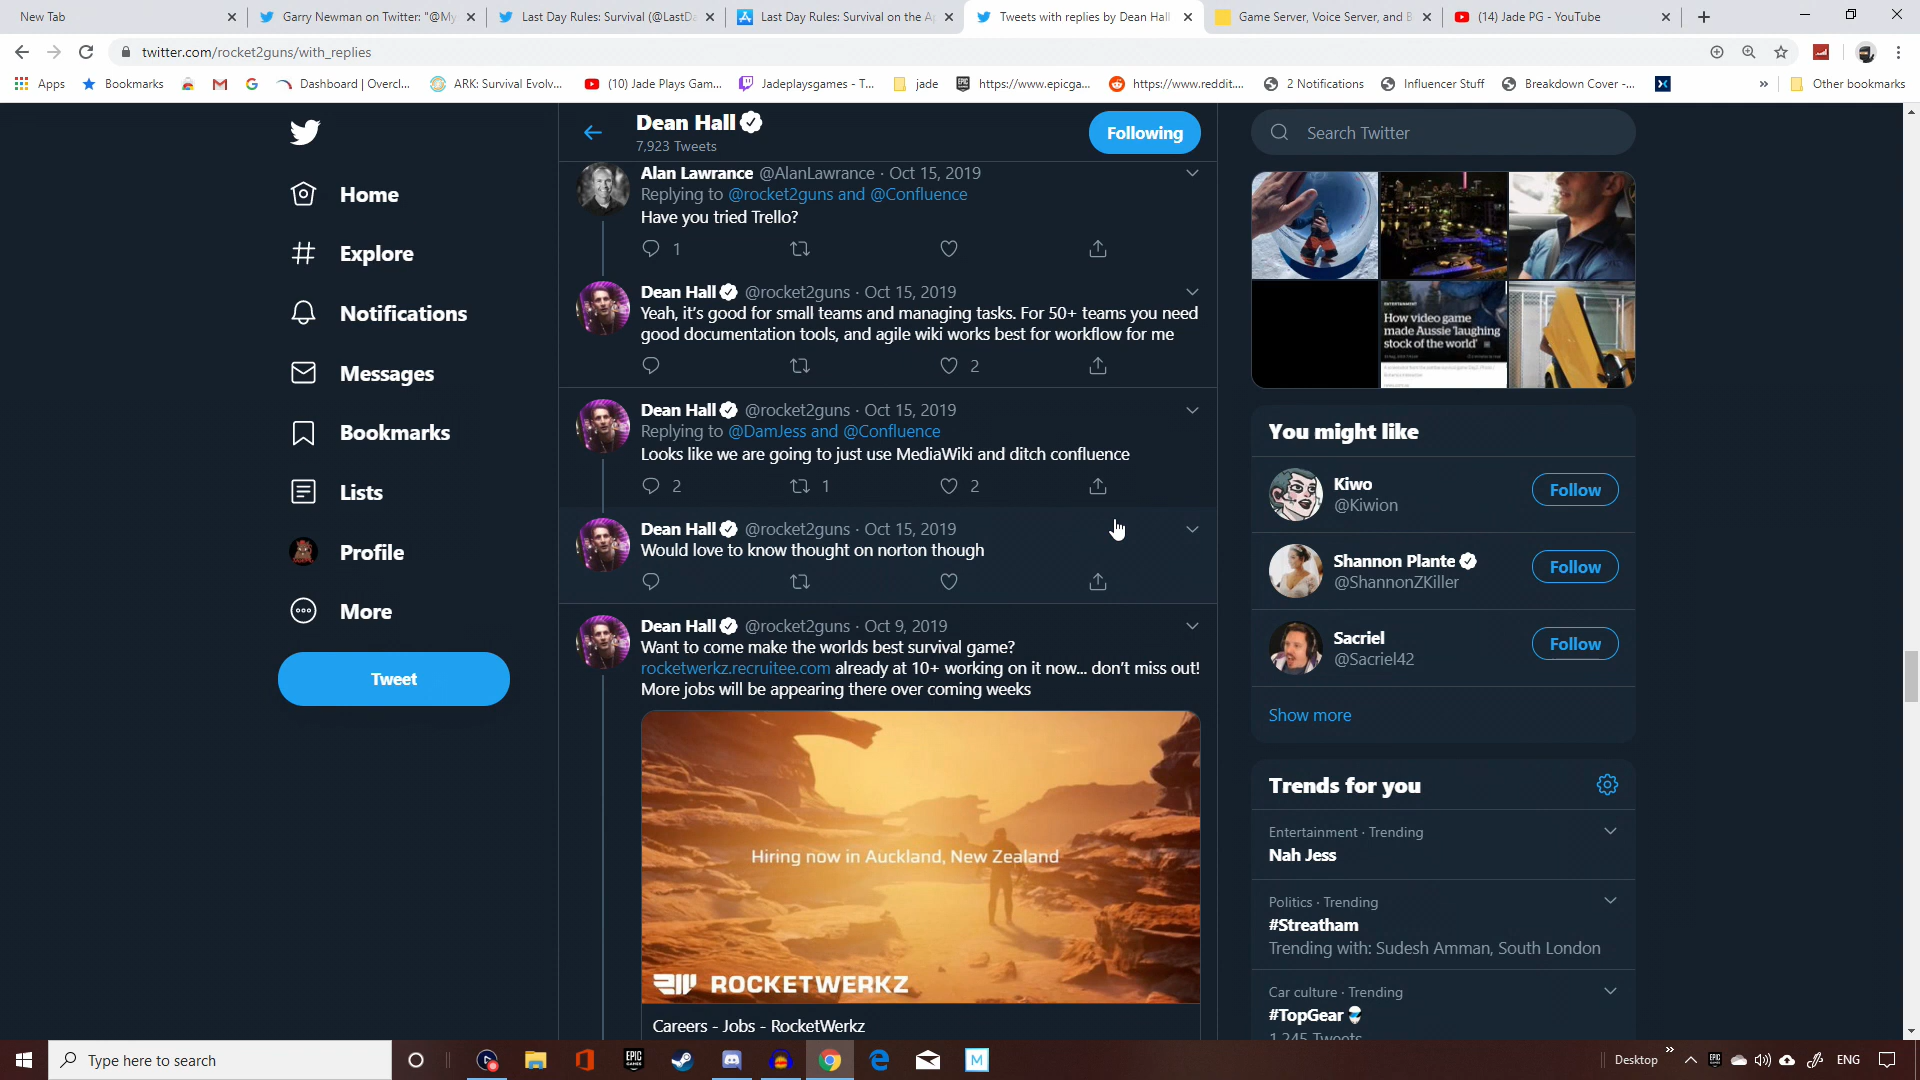 New Tab
Garry Newman on Twitter: "@My
Last Day Rules: Survival (@LastD
Last Day Rules: Survival on the A
Tweets with replies by Dean Hall
Game Server, Voice Server, and B
(14) Jade PG - YouTube
twitter.com/rocket2guns/with_replies
Apps
Bookmarks
Dashboard | Overcl...
ARK: Survival Evolv...
(10) Jade Plays Gam...
Jadeplaysgames - T...
jade
https://www.epicga...
https://www.reddit....
2 Notifications
Influencer Stuff
Breakdown Cover -...
»
Other bookmarks
Home
Explore
Notifications
Messages
Bookmarks
Lists
Profile
More
Tweet
Dean Hall
7,923 Tweets
Following
Alan Lawrance @AlanLawrance · Oct 15, 2019
Replying to @rocket2guns and @Confluence
Have you tried Trello?
1
Dean Hall @rocket2guns · Oct 15, 2019
Yeah, it's good for small teams and managing tasks. For 50+ teams you need
good documentation tools, and agile wiki works best for workflow for me
2
Dean Hall @rocket2guns · Oct 15, 2019
Replying to @DamJess and @Confluence
Looks like we are going to just use MediaWiki and ditch confluence
2 1 2
Dean Hall @rocket2guns · Oct 15, 2019
Would love to know thought on norton though
Dean Hall @rocket2guns · Oct 9, 2019
Want to come make the worlds best survival game?
rocketwerkz.recruitee.com already at 10+ working on it now... don't miss out!
More jobs will be appearing there over coming weeks
Hiring now in Auckland, New Zealand
ROCKETWERKZ
Careers - Jobs - RocketWerkz
Search Twitter
ENTERTAINMENT
How video game
made Aussie 'laughing
stock of the world'
You might like
Kiwo
@Kiwion
Follow
Shannon Plante
@ShannonZKiller
Follow
Sacriel
@Sacriel42
Follow
Show more
Trends for you
Entertainment · Trending
Nah Jess
Politics · Trending
#Streatham
Trending with: Sudesh Amman, South London
Car culture · Trending
#TopGear
1,245 Tweets
Type here to search
EPIC
GAMES
M
Desktop
»
ENG